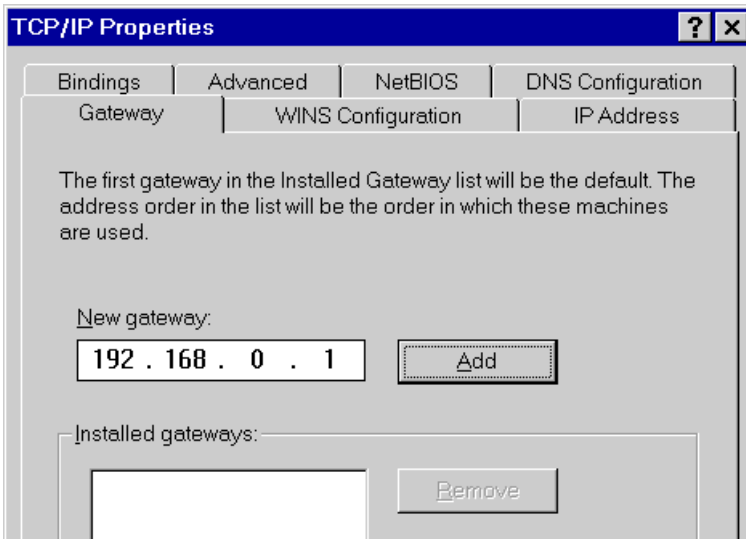 TCP/IP Properties
? ×
Bindings Advanced NetBIOS DNS Configuration
Gateway WINS Configuration IP Address
The first gateway in the Installed Gateway list will be the default. The
address order in the list will be the order in which these machines
are used.
New gateway:
192 . 168 . 0 . 1 Add
Installed gateways:
Remove